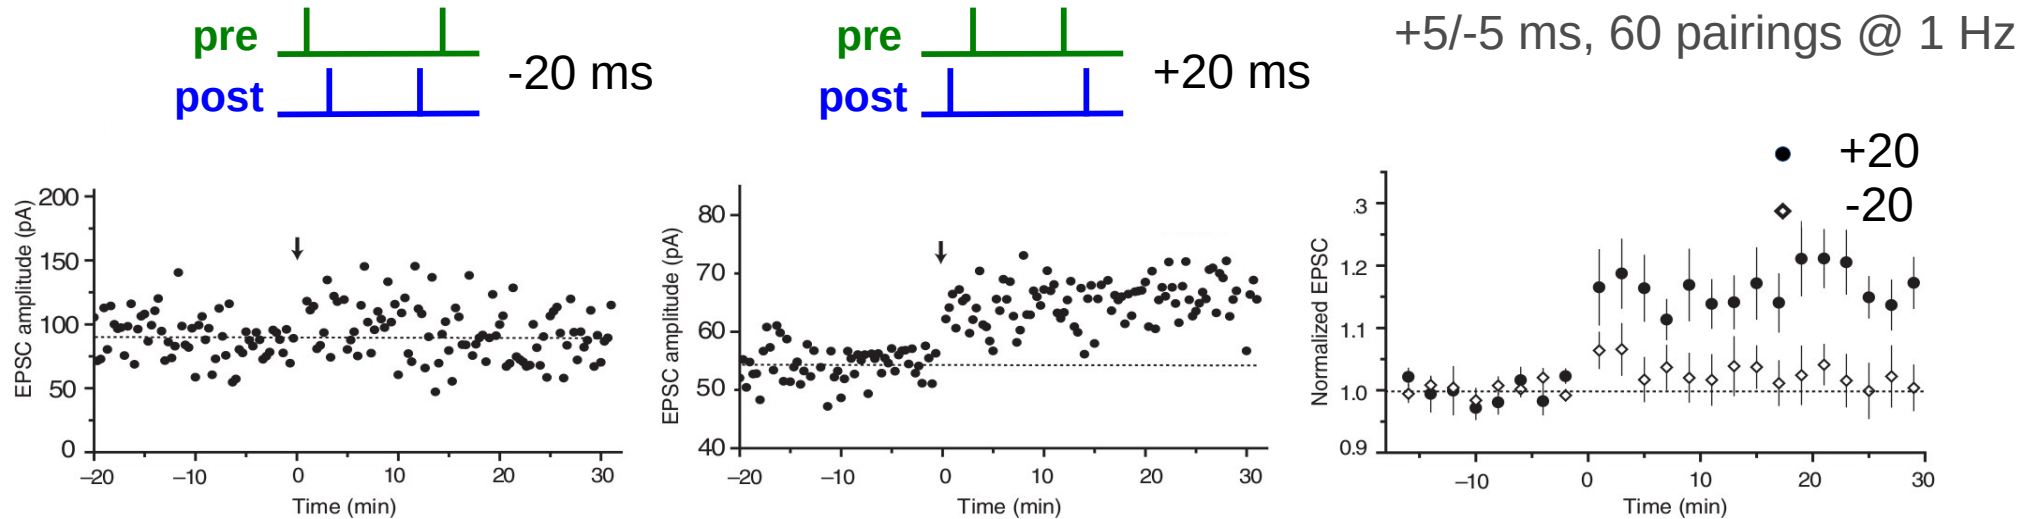 pre
post
-20 ms
pre
post
+20 ms
+5/-5 ms, 60 pairings @ 1 Hz
EPSC amplitude (pA)
200
150
100
50
0
–20
–10
0
10
20
30
Time (min)
EPSC amplitude (pA)
80
70
60
50
40
–20
–10
0
10
20
30
Time (min)
+20
-20
Normalized EPSC
.3
1.2
1.1
1.0
0.9
–10
0
10
20
30
Time (min)